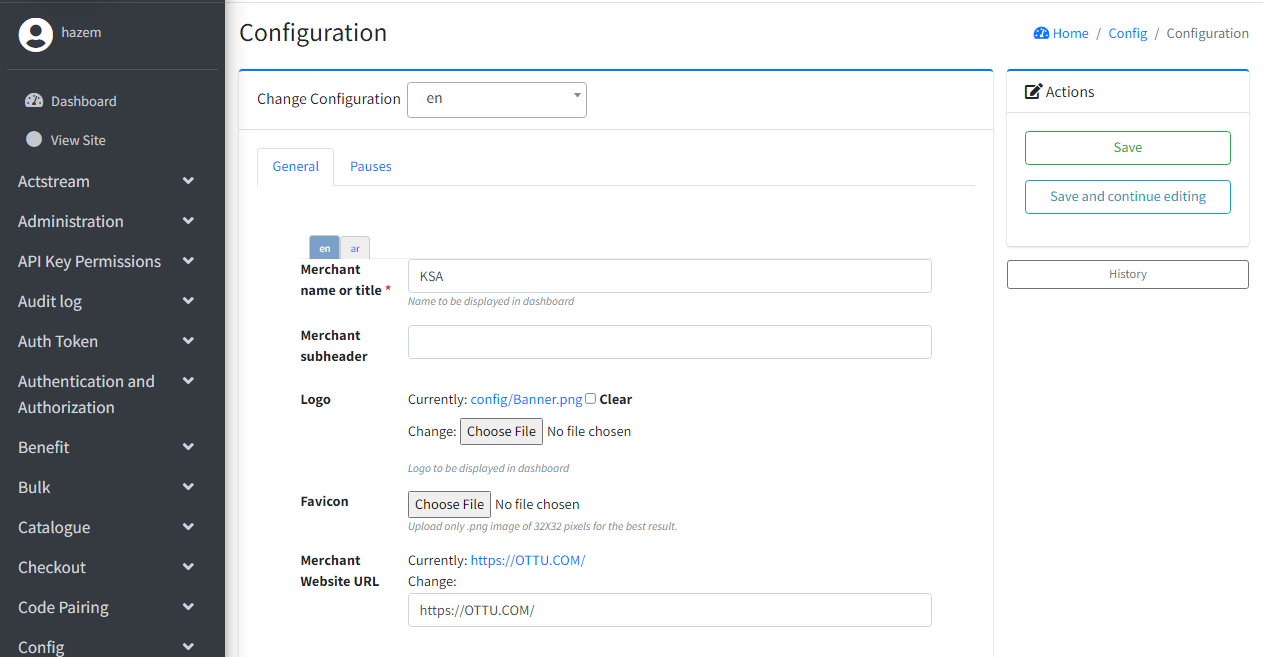 hazem
Dashboard
View Site
Actstream
Administration
API Key Permissions
Audit log
Auth Token
Authentication and
Authorization
Benefit
Bulk
Catalogue
Checkout
Code Pairing
Config
Configuration
Home / Config / Configuration
Change Configuration en
General Pauses
en ar
Merchant
name or title *
KSA
Name to be displayed in dashboard
Merchant
subheader
Logo
Currently: config/Banner.png Clear
Change: Choose File No file chosen
Logo to be displayed in dashboard
Favicon
Choose File No file chosen
Upload only .png image of 32X32 pixels for the best result.
Merchant
Website URL
Currently: https://OTTU.COM/
Change:
https://OTTU.COM/
Actions
Save
Save and continue editing
History